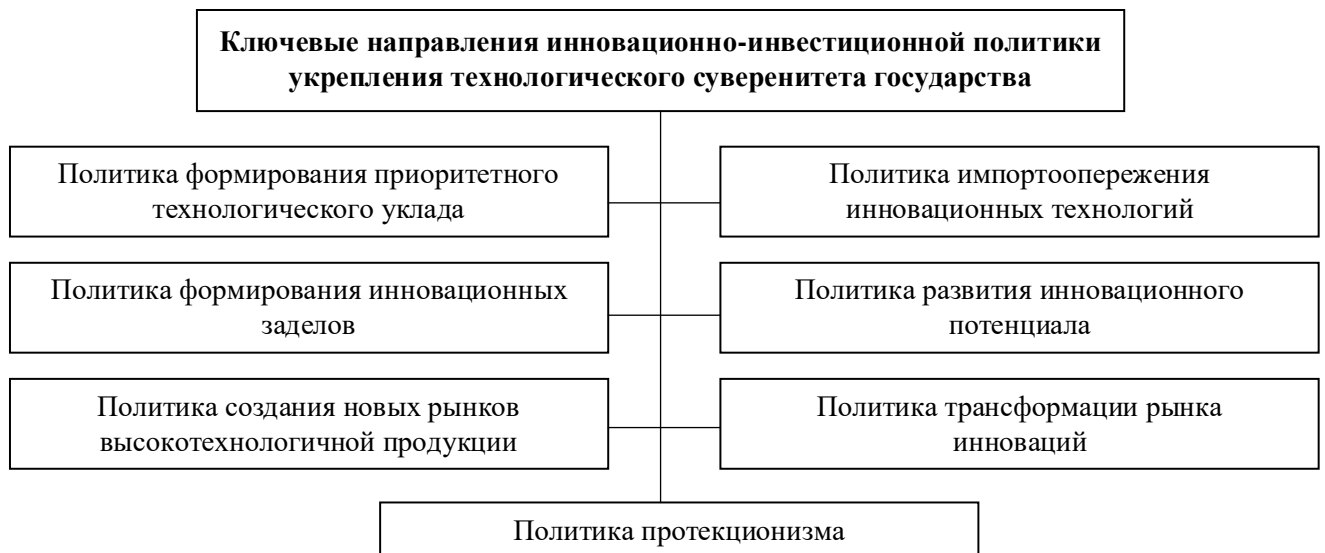 Ключевые направления инновационно-инвестиционной политики
укрепления технологического суверенитета государства
Политика формирования приоритетного
технологического уклада
Политика импортоопережения
инновационных технологий
Политика формирования инновационных
заделов
Политика развития инновационного
потенциала
Политика создания новых рынков
высокотехнологичной продукции
Политика трансформации рынка
инноваций
Политика протекционизма